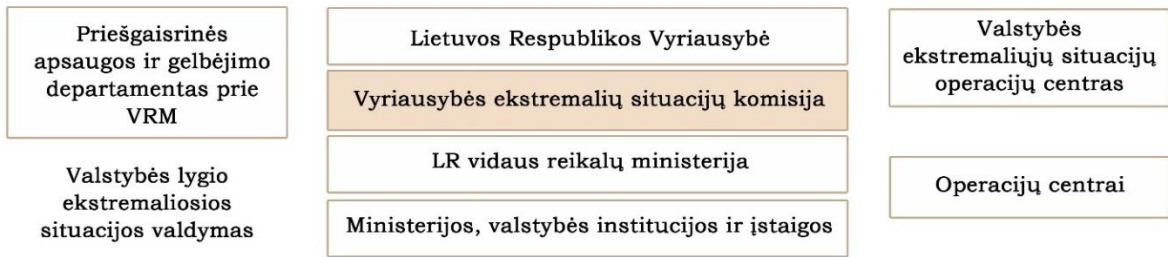 Priešgaisrinės
apsaugos ir gelbėjimo
departamentas prie
VRM
Valstybės lygio
ekstremaliosios
situacijos valdymas
Lietuvos Respublikos Vyriausybė
Vyriausybės ekstremalių situacijų komisija
LR vidaus reikalų ministerija
Ministerijos, valstybės institucijos ir įstaigos
Valstybės
ekstremaliųjų situacijų
operacijų centras
Operacijų centrai